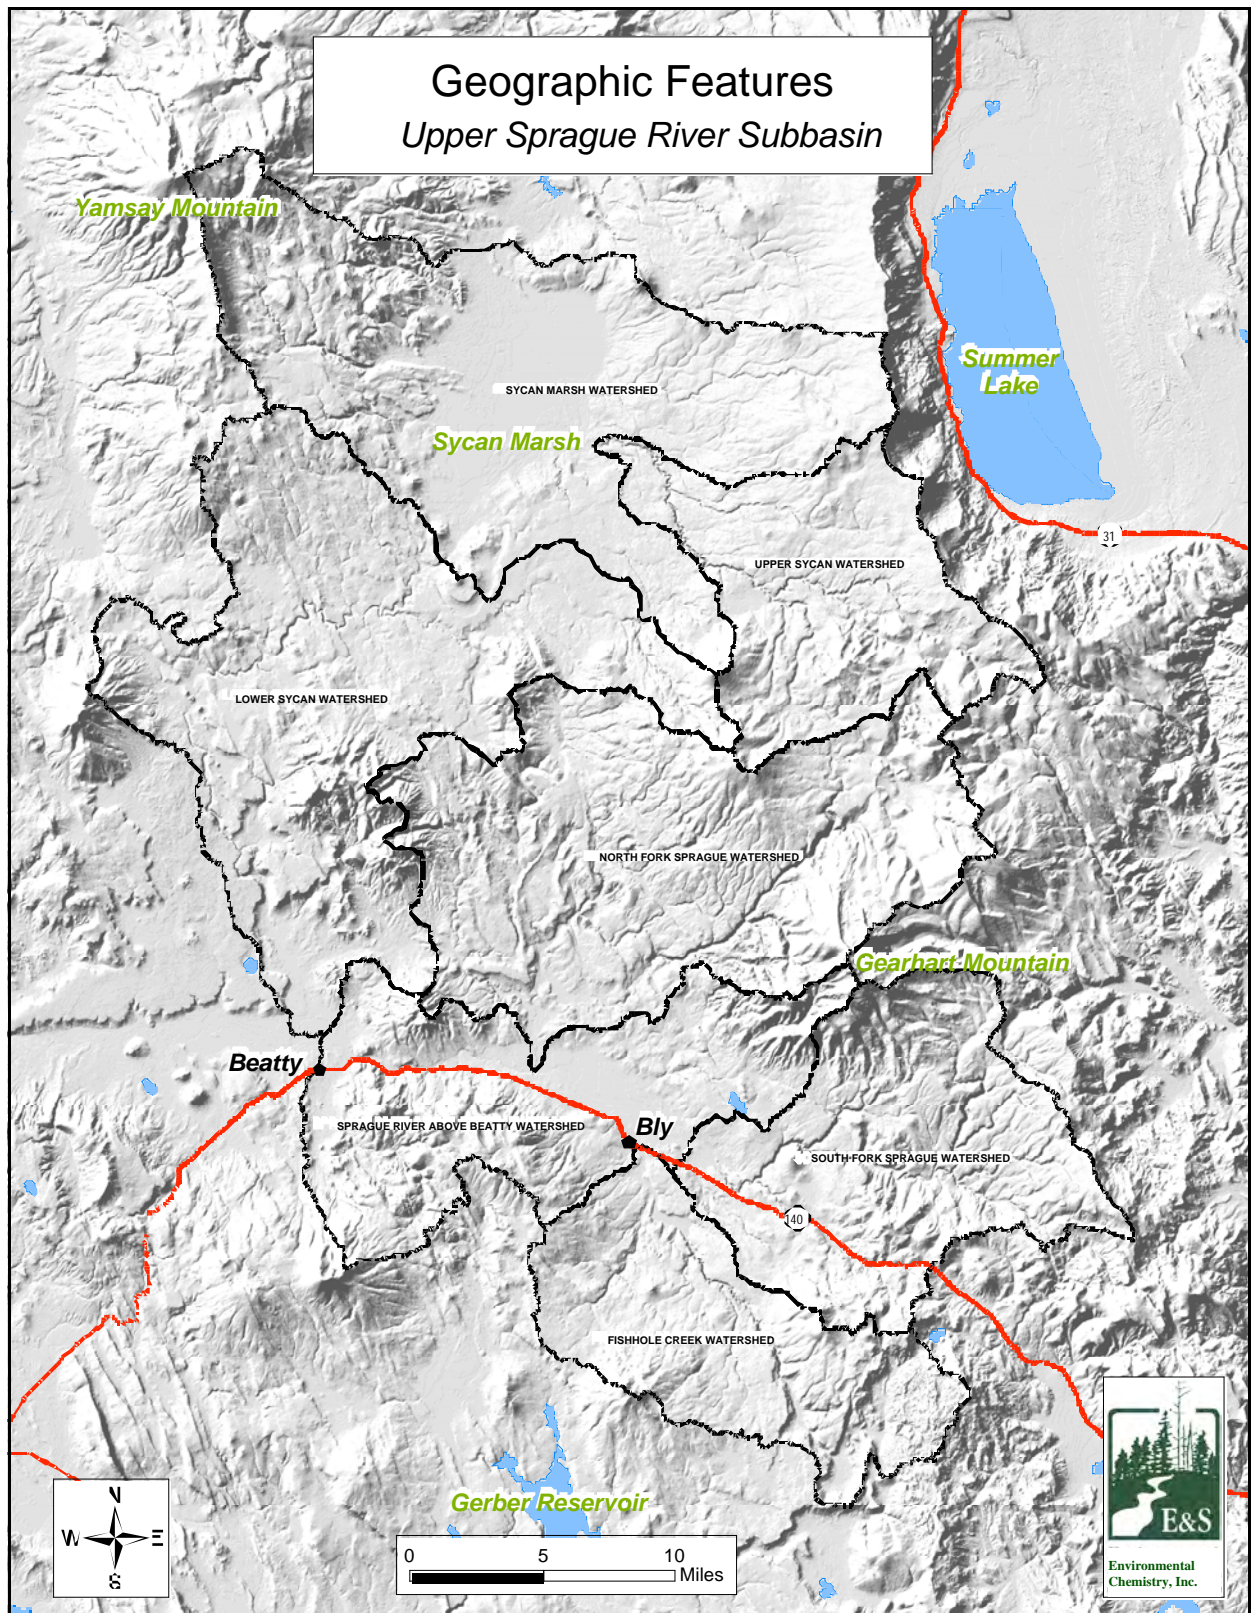 Geographic Features
Upper Sprague River Subbasin
Yamsay Mountain
Summer
Lake
SYCAN MARSH WATERSHED
Sycan Marsh
31
UPPER SYCAN WATERSHED
LOWER SYCAN WATERSHED
NORTH FORK SPRAGUE WATERSHED
Gearhart Mountain
Beatty
SPRAGUE RIVER ABOVE BEATTY WATERSHED
Bly
SOUTH FORK SPRAGUE WATERSHED
140
FISHHOLE CREEK WATERSHED
Gerber Reservoir
N
W E
S
0 5 10
Miles
E&S
Environmental
Chemistry, Inc.